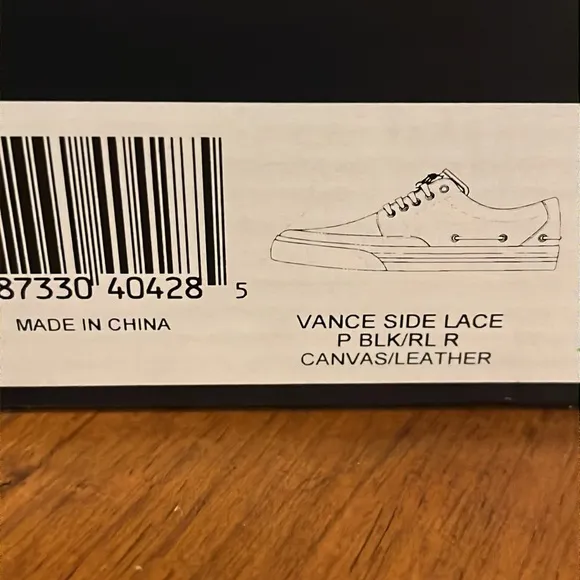 87330 40428 5
MADE IN CHINA
VANCE SIDE LACE
P BLK/RL R
CANVAS/LEATHER